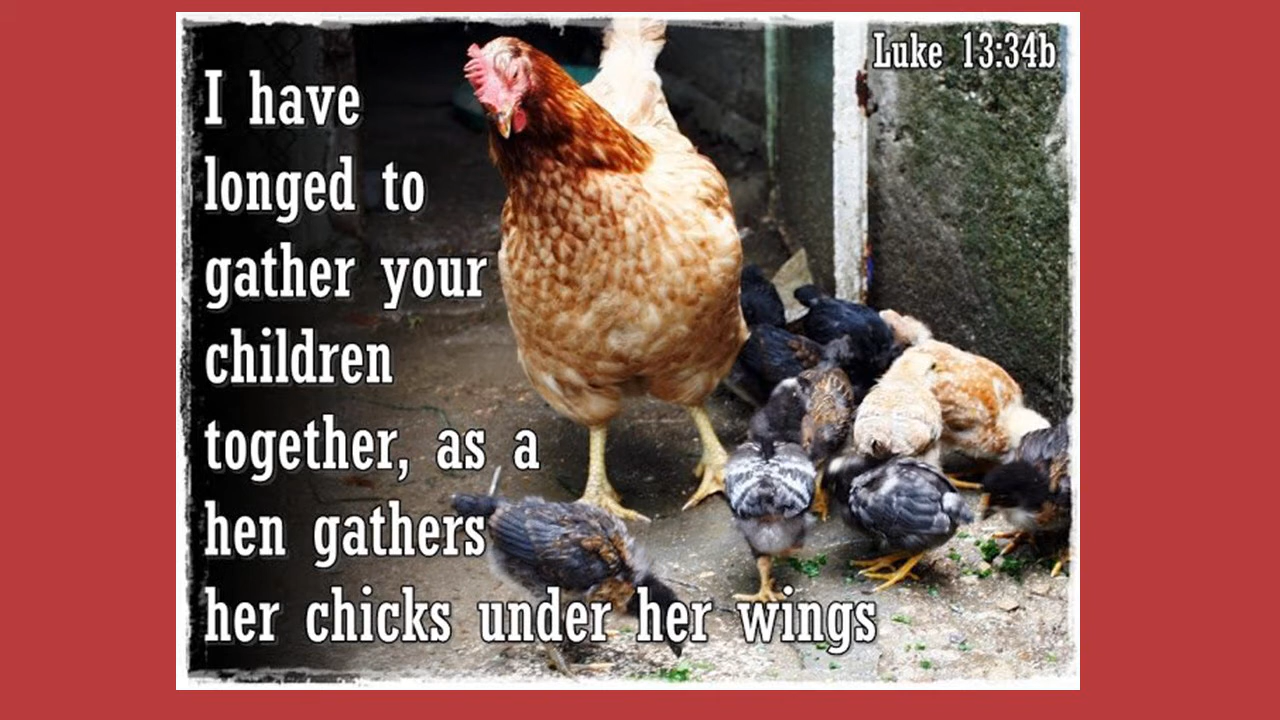 Luke 13:34b
I have
longed to
gather your
children
together, as a
hen gathers
her chicks under her wings